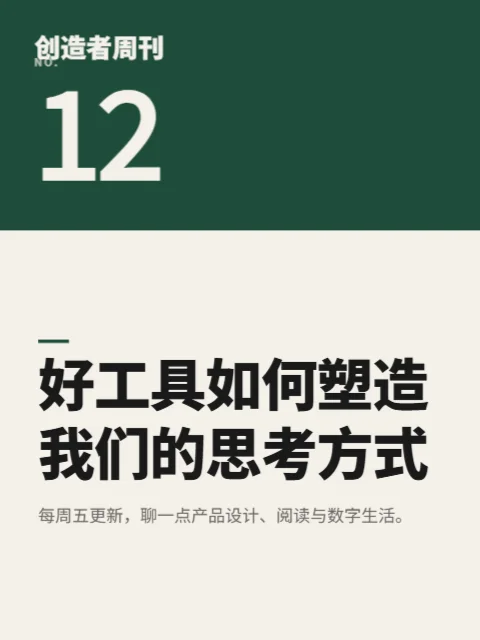 创造者周刊
NO.
12
好工具如何塑造
我们的思考方式
每周五更新，聊一点产品设计、阅读与数字生活。